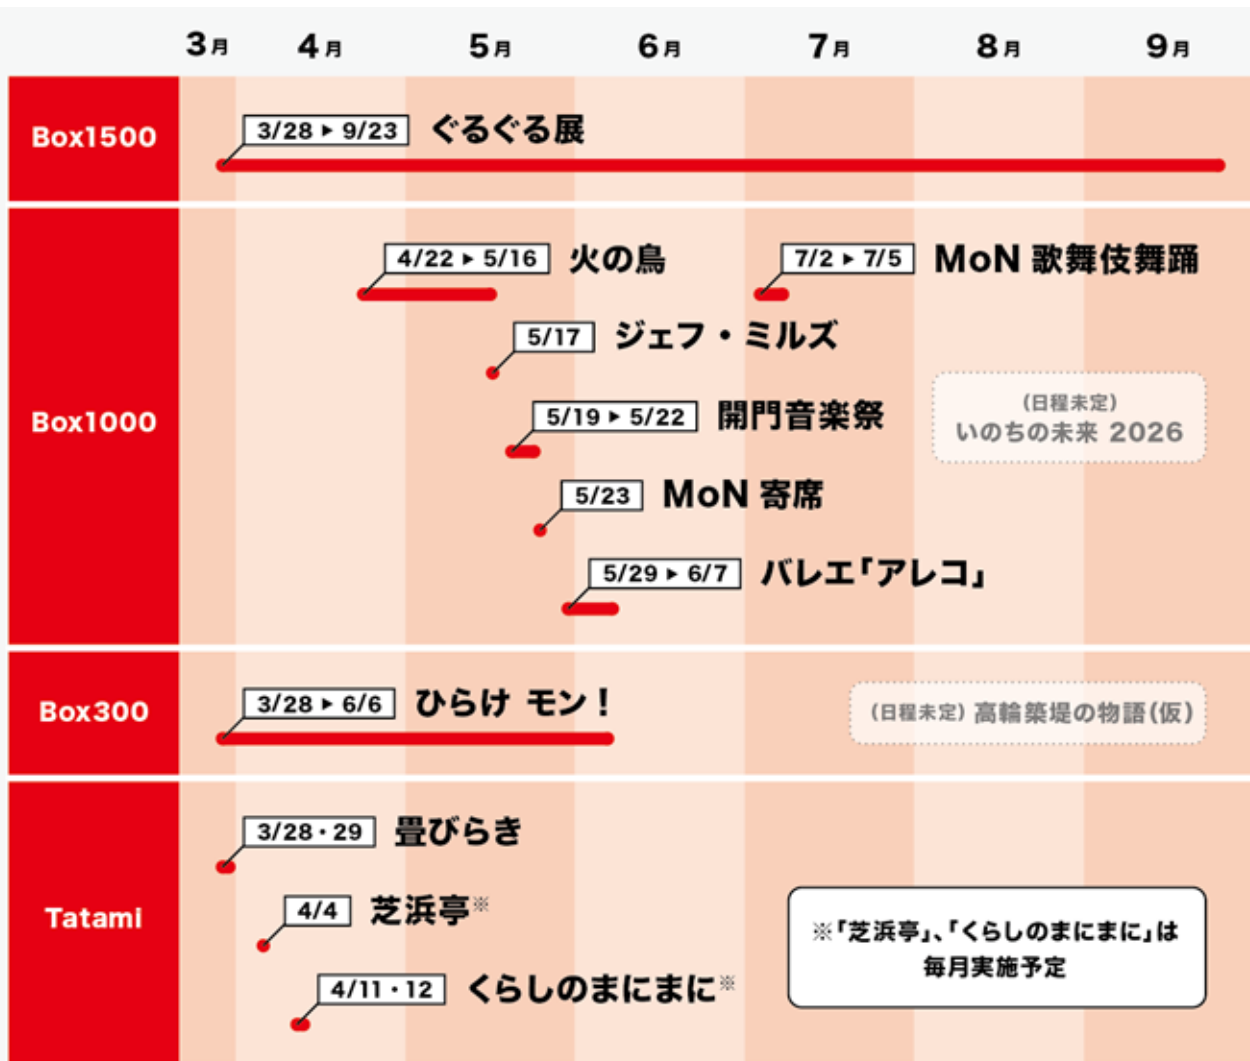 3月 4月 5月 6月 7月 8月 9月
Box1500
3/28 ▶ 9/23 ぐるぐる展
Box1000
4/22 ▶ 5/16 火の鳥
7/2 ▶ 7/5 MoN 歌舞伎舞踊
5/17 ジェフ・ミルズ
5/19 ▶ 5/22 開門音楽祭
(日程未定)
いのちの未来 2026
5/23 MoN 寄席
5/29 ▶ 6/7 バレエ「アレコ」
Box300
3/28 ▶ 6/6 ひらけ モン！
(日程未定) 高輪築堤の物語(仮)
Tatami
3/28・29 畳びらき
4/4 芝浜亭※
4/11・12 くらしのまにまに※
※「芝浜亭」、「くらしのまにまに」は
毎月実施予定